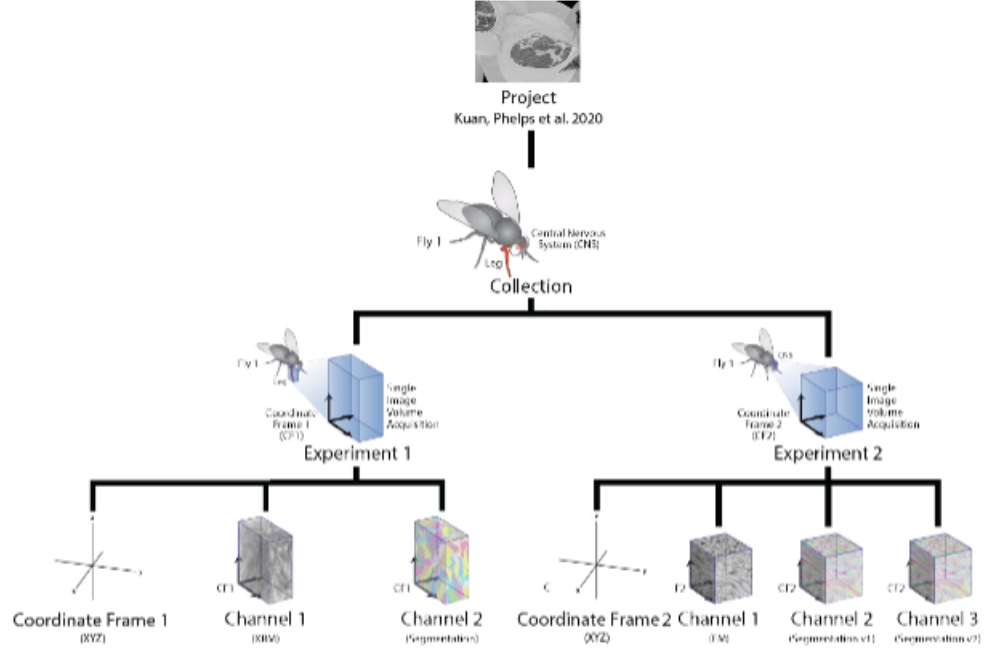 Project
Kuan, Phelps et al. 2020
Fly 1
Central Nervous
System (CNS)
Leg
Collection
Fly 1
Leg
Single
Image
Volume
Acquisition
Coordinate
Frame 1
(CF1)
Experiment 1
Fly 1
CNS
Single
Image
Volume
Acquisition
Coordinate
Frame 2
(CF2)
Experiment 2
CF1
CF1
CF2
CF2
Coordinate Frame 1
(XYZ)
Channel 1
(XRM)
Channel 2
(Segmentation)
Coordinate Frame 2
(XYZ)
Channel 1
(EM)
Channel 2
(Segmentation v1)
Channel 3
(Segmentation v2)